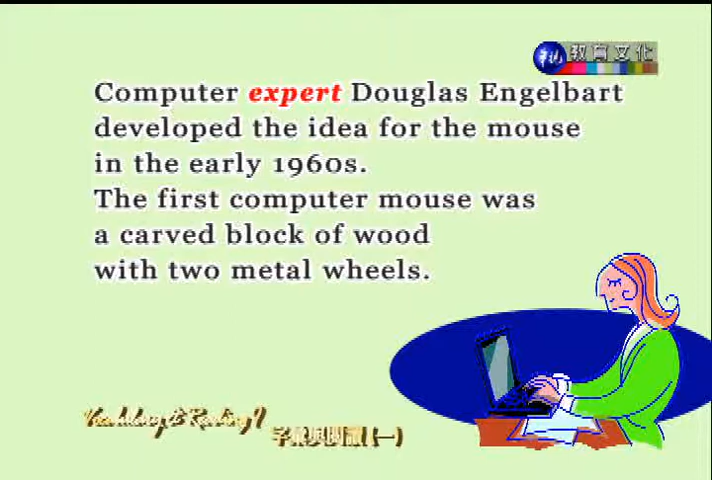 教育文化
Computer expert Douglas Engelbart
developed the idea for the mouse
in the early 1960s.
The first computer mouse was
a carved block of wood
with two metal wheels.
Vocabulary & Reading I
字彙與閱讀(一)